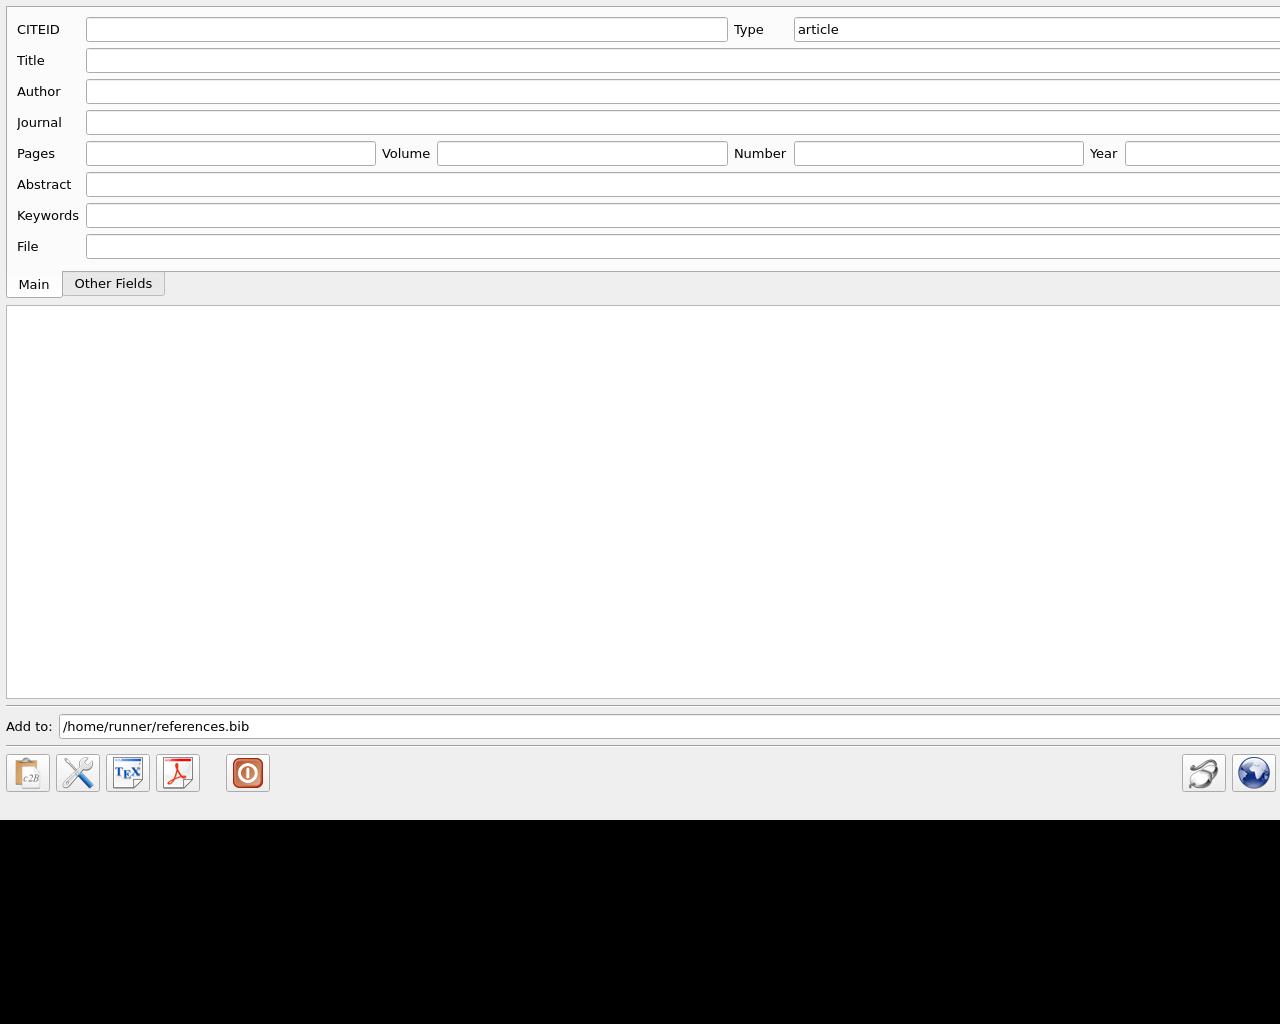 CITEID Type article
Title
Author
Journal
Pages Volume Number Year
Abstract
Keywords
File
Main Other Fields
Add to: /home/runner/references.bib
c2B TEX